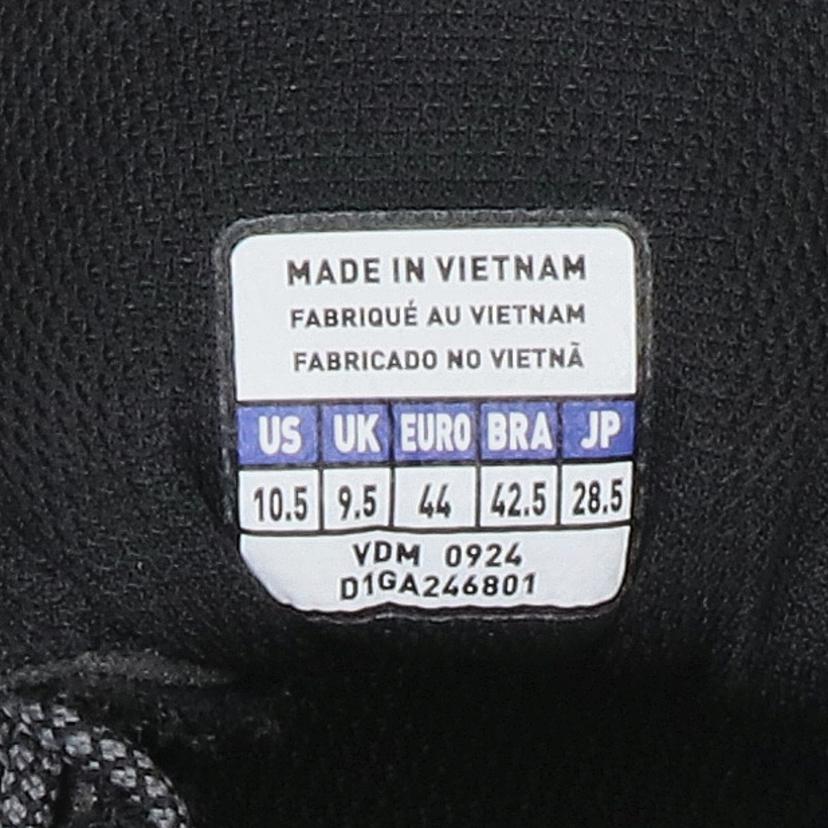 MADE IN VIETNAM
FABRIQUÉ AU VIETNAM
FABRICADO NO VIETNÃ
US UK EURO BRA JP
10.5 9.5 44 42.5 28.5
VDM 0924
D1GA246801